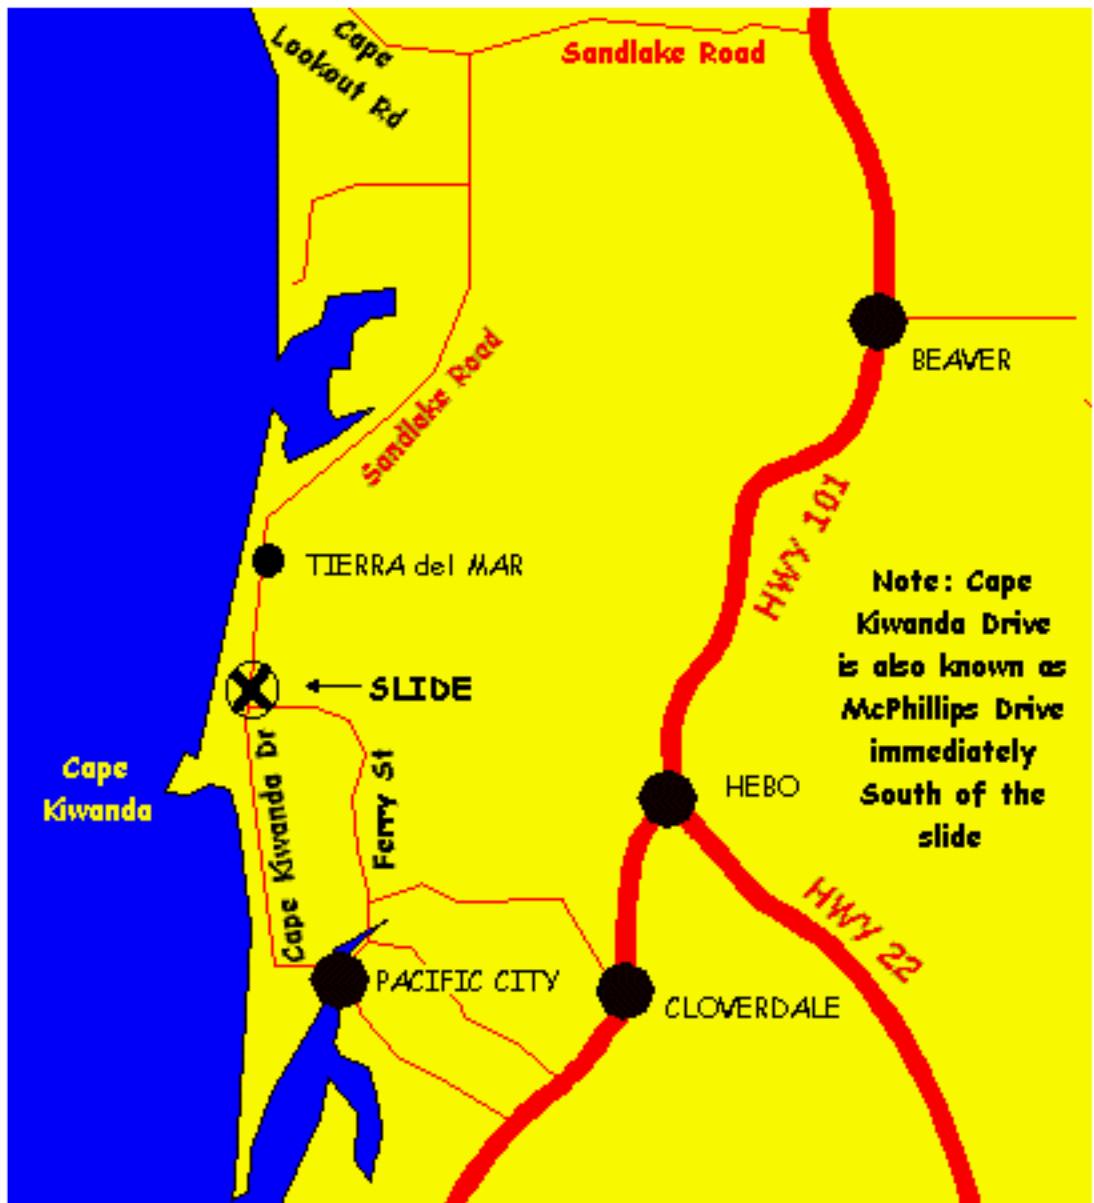 Cape
Lookout Rd
Sandlake Road
BEAVER
Sandlake Road
HWY 101
TIERRA del MAR
Note: Cape
Kiwanda Drive
is also known as
McPhillips Drive
immediately
South of the
slide
SLIDE
Cape
Kiwanda
Cape Kiwanda Dr
Ferry St
HEBO
HWY 22
PACIFIC CITY
CLOVERDALE